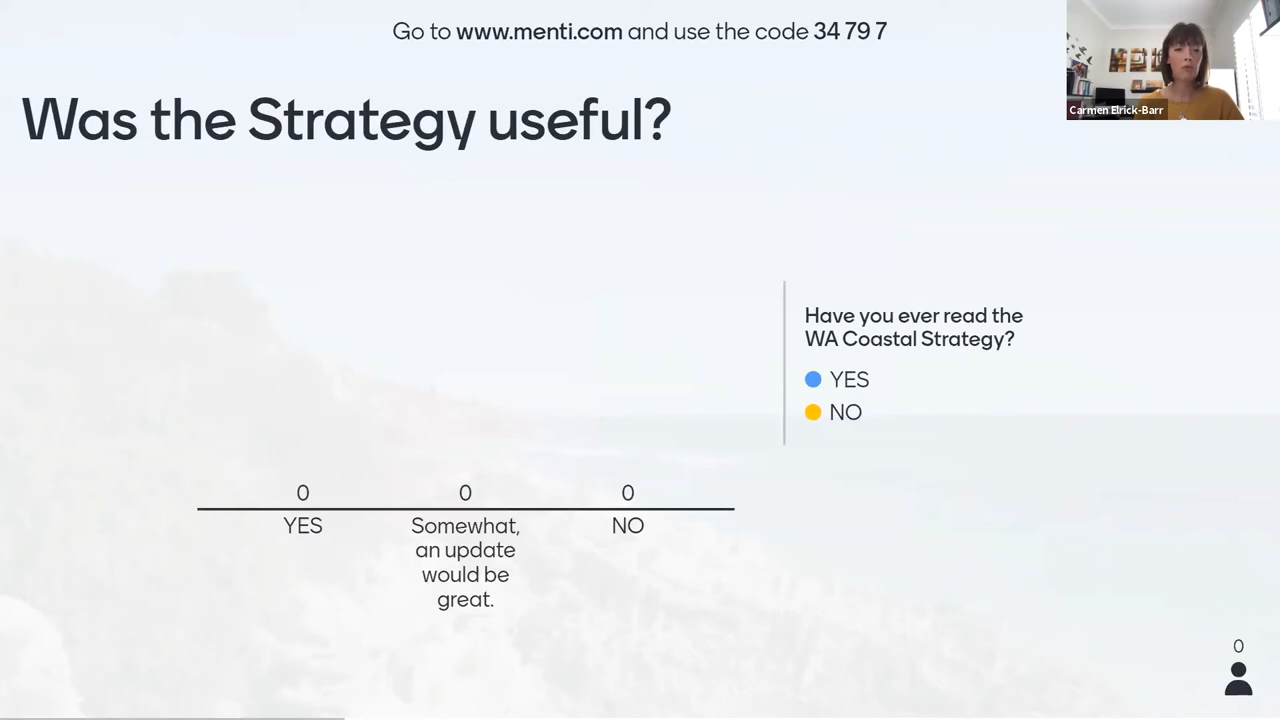 Go to www.menti.com and use the code 34 79 7
Carmen Elrick-Barr
Was the Strategy useful?
Have you ever read the
WA Coastal Strategy?
YES
NO
0 0 0
YES Somewhat, NO
an update
would be
great.
0